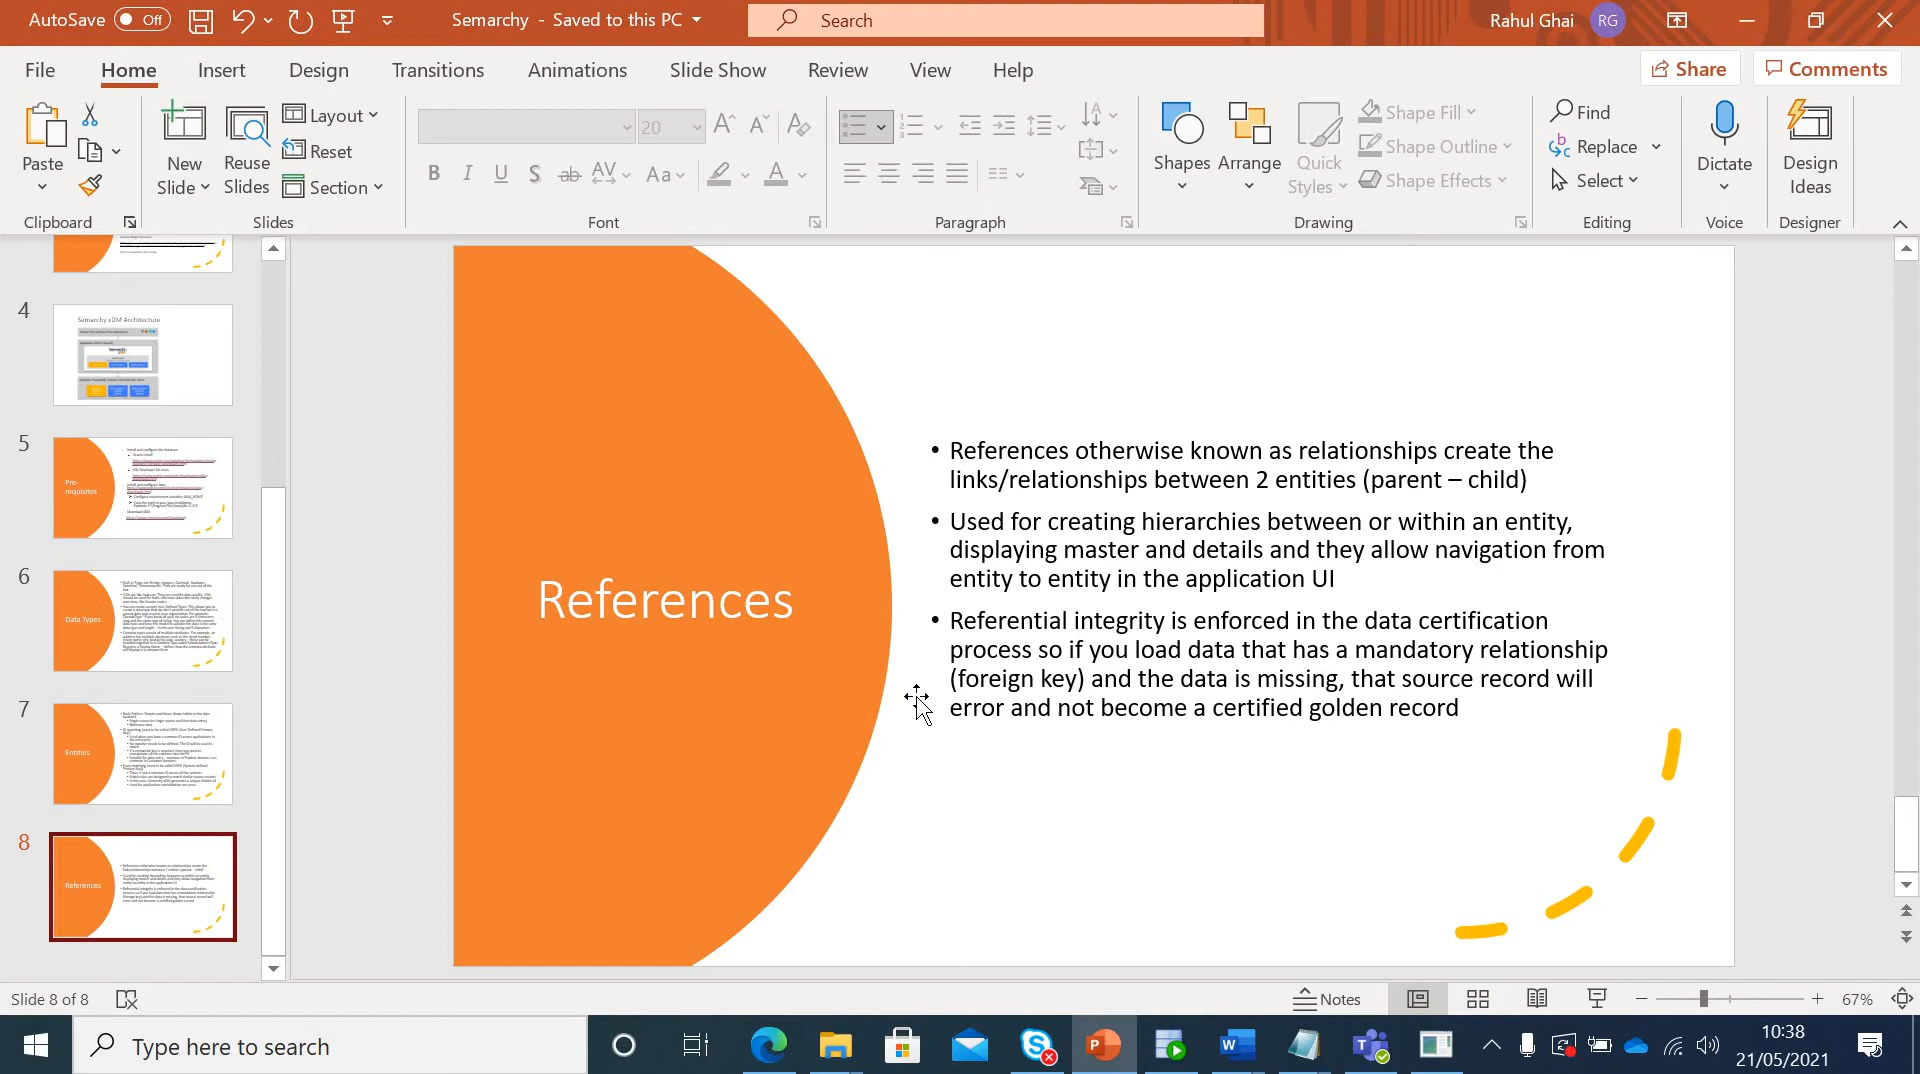 AutoSave Off Semarchy - Saved to this PC Search Rahul Ghai RG
File Home Insert Design Transitions Animations Slide Show Review View Help Share Comments
Paste
New
Slide
Reuse
Slides
Layout
Reset
Section
20
B I U S ab AV Aa A
Shapes Arrange Quick
Styles
Shape Fill
Shape Outline
Shape Effects
Find
Replace
Select
Dictate
Design
Ideas
Clipboard Slides Font Paragraph Drawing Editing Voice Designer
4
Semarchy xDM Architecture
5
Pre-
requisites
6
Data Types
7
Entities
8
References
References
• References otherwise known as relationships create the
links/relationships between 2 entities (parent – child)
• Used for creating hierarchies between or within an entity,
displaying master and details and they allow navigation from
entity to entity in the application UI
• Referential integrity is enforced in the data certification
process so if you load data that has a mandatory relationship
(foreign key) and the data is missing, that source record will
error and not become a certified golden record
Slide 8 of 8 Notes 67%
Type here to search
10:38
21/05/2021